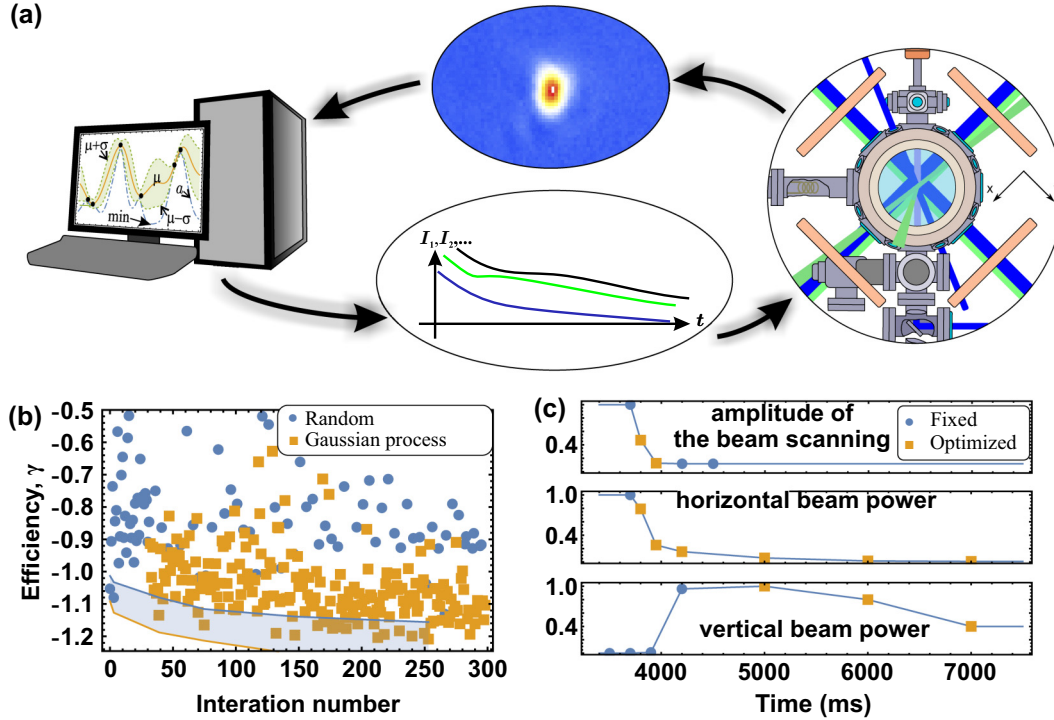 (a)
μ+σ
μ
a
min
μ−σ
I₁,I₂,...
t
x
(b)
Efficiency, γ
-0.5
-0.6
-0.7
-0.8
-0.9
-1.0
-1.1
-1.2
Random
Gaussian process
0 50 100 150 200 250 300
Interation number
(c)
0.4
amplitude of
the beam scanning
Fixed
Optimized
1.0
0.4
horizontal beam power
1.0
0.4
vertical beam power
4000 5000 6000 7000
Time (ms)